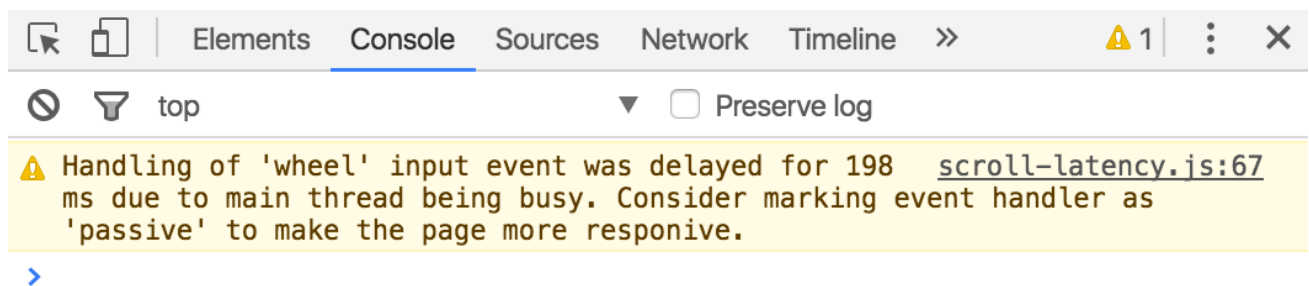 Elements Console Sources Network Timeline » 1
top Preserve log
Handling of 'wheel' input event was delayed for 198 scroll-latency.js:67
ms due to main thread being busy. Consider marking event handler as
'passive' to make the page more responive.